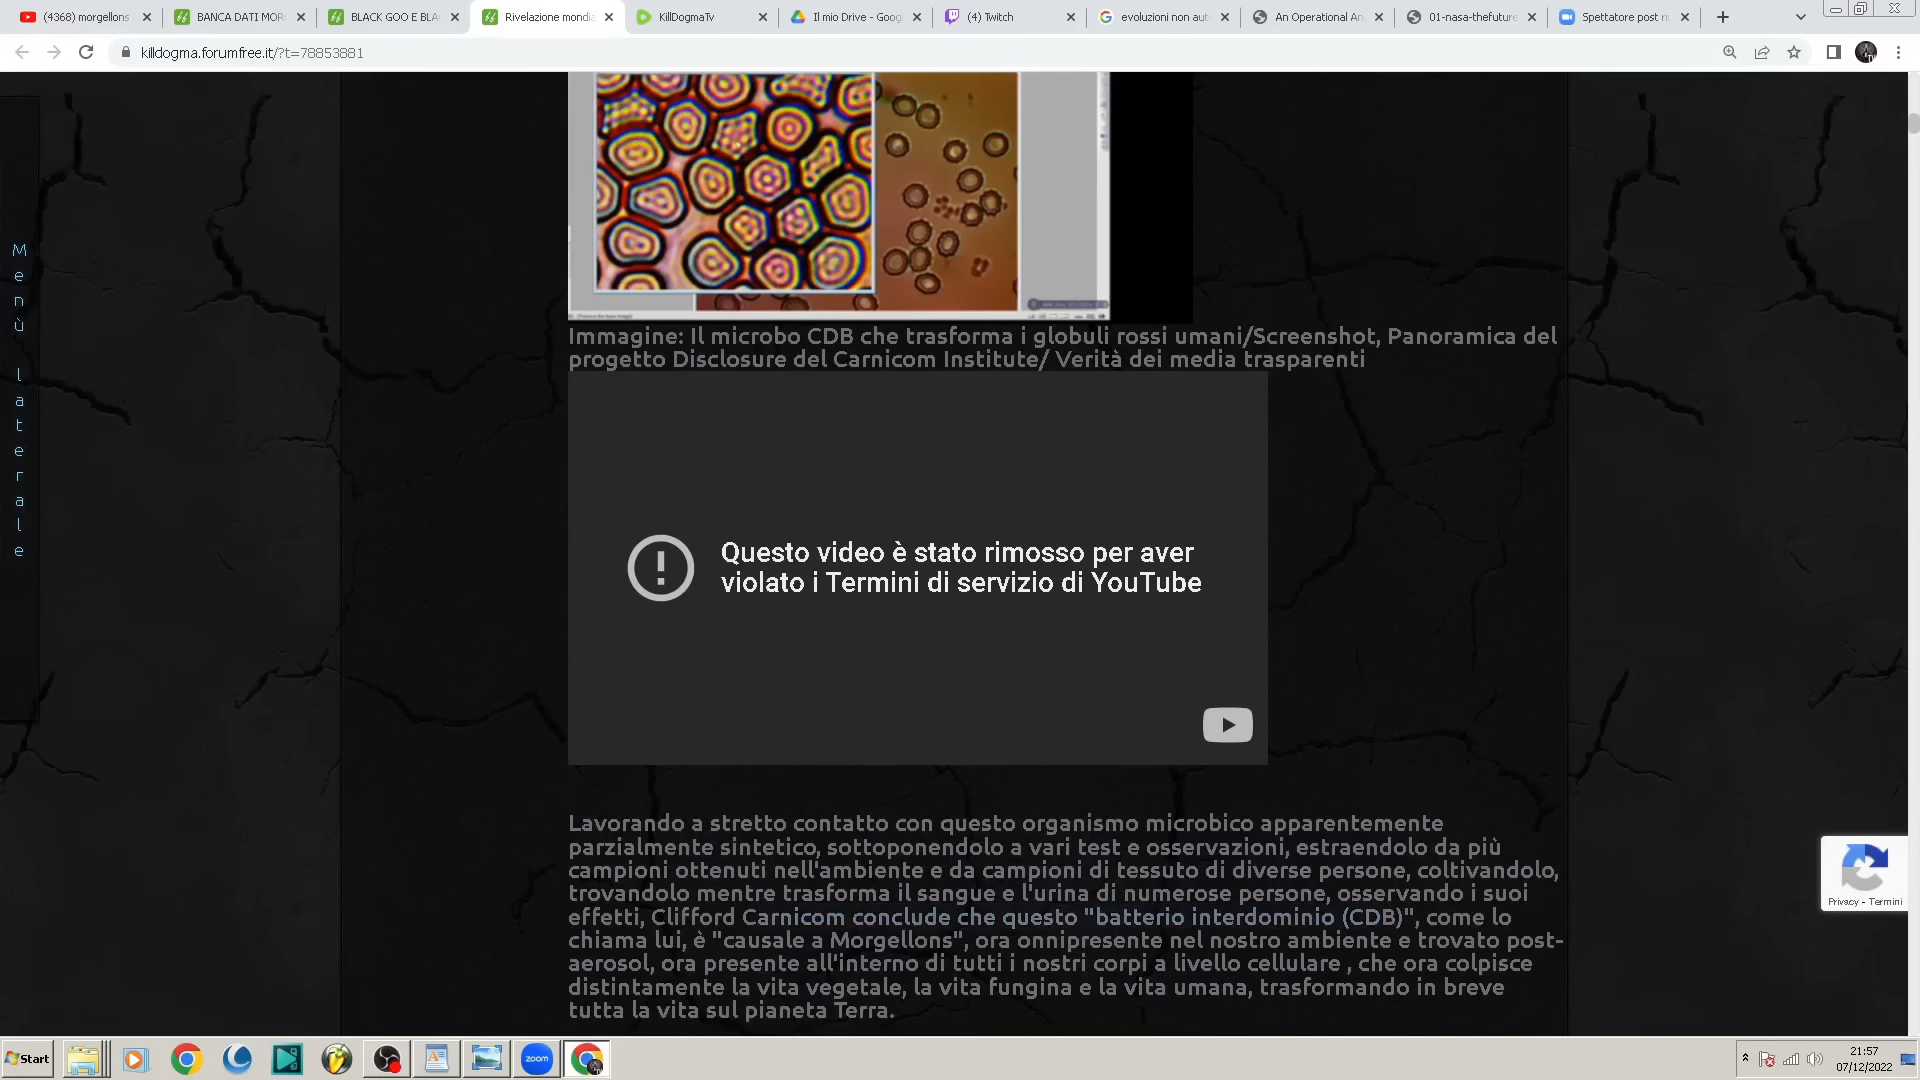 (4368) morgellons
BANCA DATI MOR
BLACK GOO E BLA
Rivelazione mondia
KillDogmaTv
Il mio Drive - Goog
(4) Twitch
evoluzioni non aut
An Operational An
01-nasa-thefuture
Spettatore post ri
killdogma.forumfree.it/?t=78853881
Menù laterale
Immagine: Il microbo CDB che trasforma i globuli rossi umani/Screenshot, Panoramica del
progetto Disclosure del Carnicom Institute/ Verità dei media trasparenti
Questo video è stato rimosso per aver
violato i Termini di servizio di YouTube
Lavorando a stretto contatto con questo organismo microbico apparentemente
parzialmente sintetico, sottoponendolo a vari test e osservazioni, estraendolo da più
campioni ottenuti nell'ambiente e da campioni di tessuto di diverse persone, coltivandolo,
trovandolo mentre trasforma il sangue e l'urina di numerose persone, osservando i suoi
effetti, Clifford Carnicom conclude che questo "batterio interdominio (CDB)", come lo
chiama lui, è "causale a Morgellons", ora onnipresente nel nostro ambiente e trovato post-
aerosol, ora presente all'interno di tutti i nostri corpi a livello cellulare , che ora colpisce
distintamente la vita vegetale, la vita fungina e la vita umana, trasformando in breve
tutta la vita sul pianeta Terra.
Privacy - Termini
Start
zoom
21:57
07/12/2022